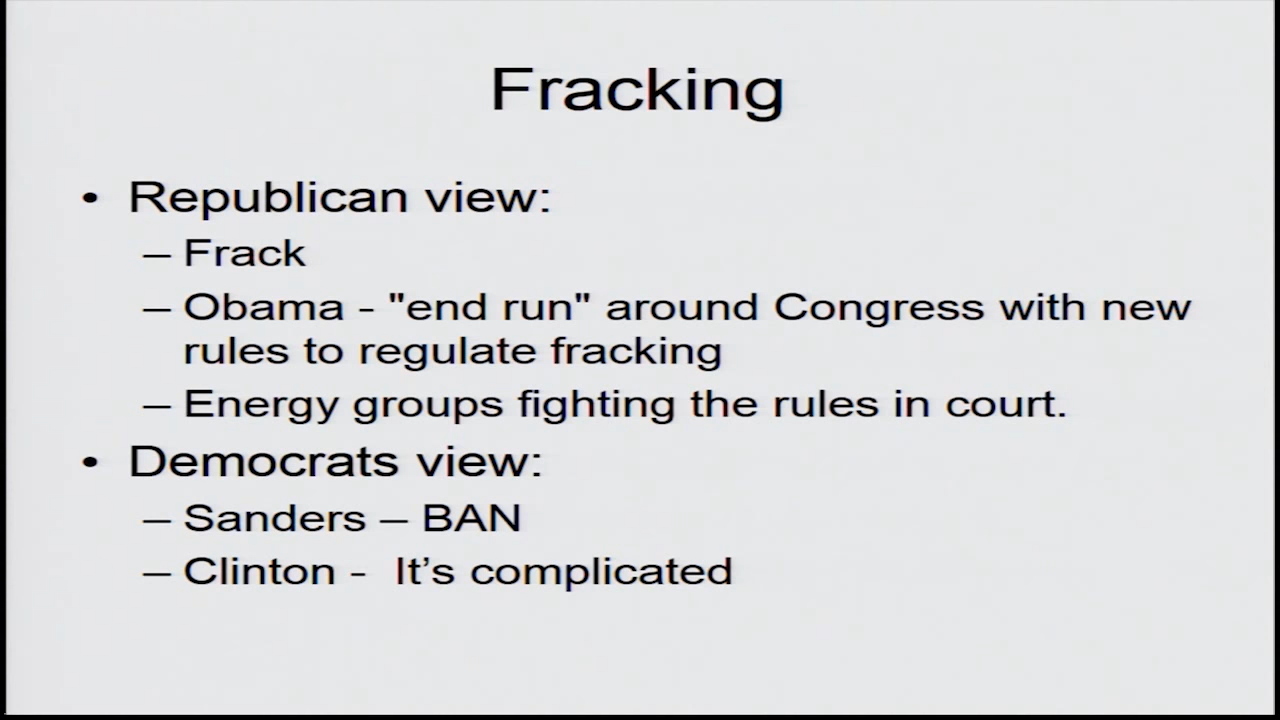 Fracking
• Republican view:
– Frack
– Obama - "end run" around Congress with new
rules to regulate fracking
– Energy groups fighting the rules in court.
• Democrats view:
– Sanders – BAN
– Clinton -  It’s complicated